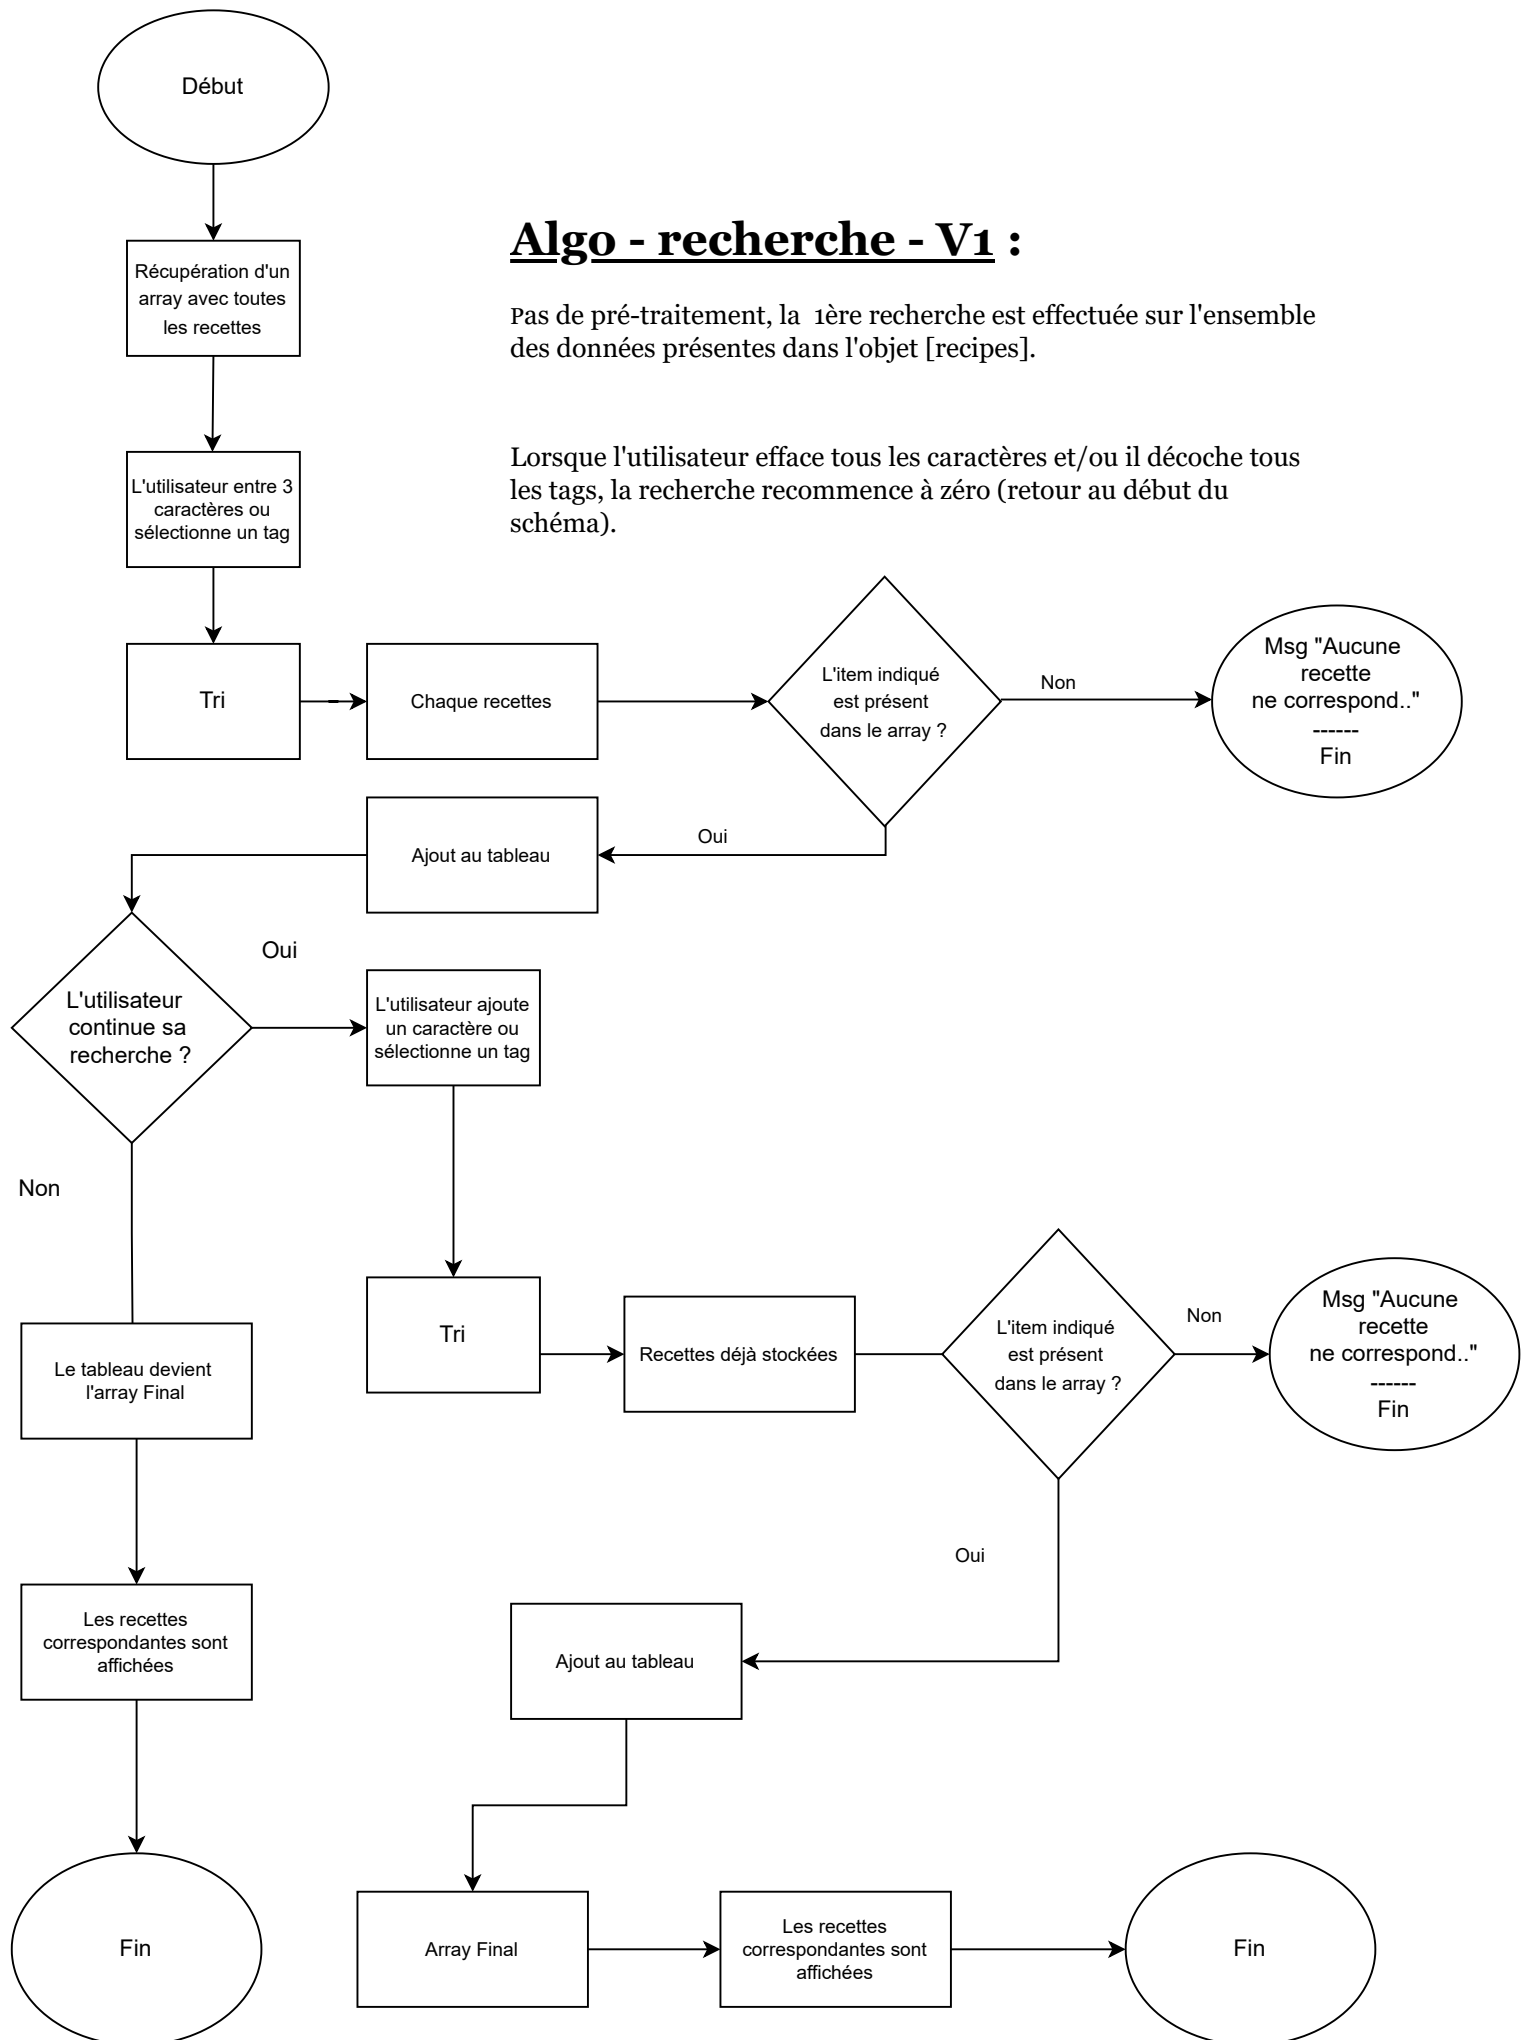 Début
Récupération d'un
array avec toutes
les recettes
Algo - recherche - V1 :
Pas de pré-traitement, la 1ère recherche est effectuée sur l'ensemble
des données présentes dans l'objet [recipes].
Lorsque l'utilisateur efface tous les caractères et/ou il décoche tous
les tags, la recherche recommence à zéro (retour au début du
schéma).
L'utilisateur entre 3
caractères ou
sélectionne un tag
Tri
Chaque recettes
L'item indiqué
est présent
dans le array ?
Non
Msg "Aucune
recette
ne correspond.."
------
Fin
Oui
Ajout au tableau
L'utilisateur
continue sa
recherche ?
Oui
L'utilisateur ajoute
un caractère ou
sélectionne un tag
Non
Tri
Recettes déjà stockées
L'item indiqué
est présent
dans le array ?
Non
Msg "Aucune
recette
ne correspond.."
------
Fin
Le tableau devient
l'array Final
Oui
Les recettes
correspondantes sont
affichées
Ajout au tableau
Fin
Array Final
Les recettes
correspondantes sont
affichées
Fin